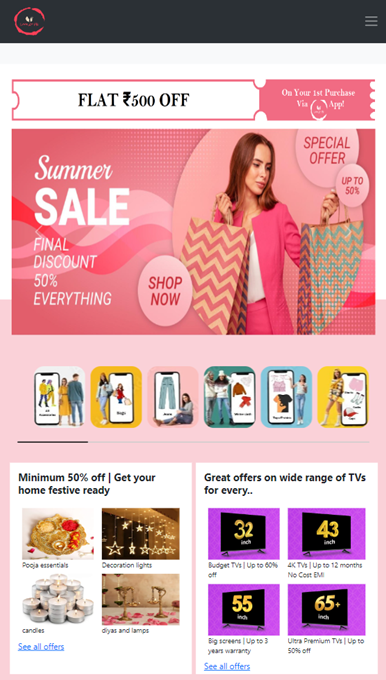 FLAT ₹500 OFF
On Your 1st Purchase
Via App!
Summer
SALE
FINAL
DISCOUNT
50%
EVERYTHING
SHOP
NOW
SPECIAL
OFFER
UP TO
50%
Minimum 50% off | Get your
home festive ready
Pooja essentials
Decoration lights
candles
diyas and lamps
See all offers
Great offers on wide range of TVs
for every..
32
inch
43
inch
Budget TVs | Up to 60%
off
4K TVs | Up to 12 months
No Cost EMI
55
inch
65+
inch
Big screens | Up to 3
years warranty
Ultra Premium TVs | Up to
50% off
See all offers